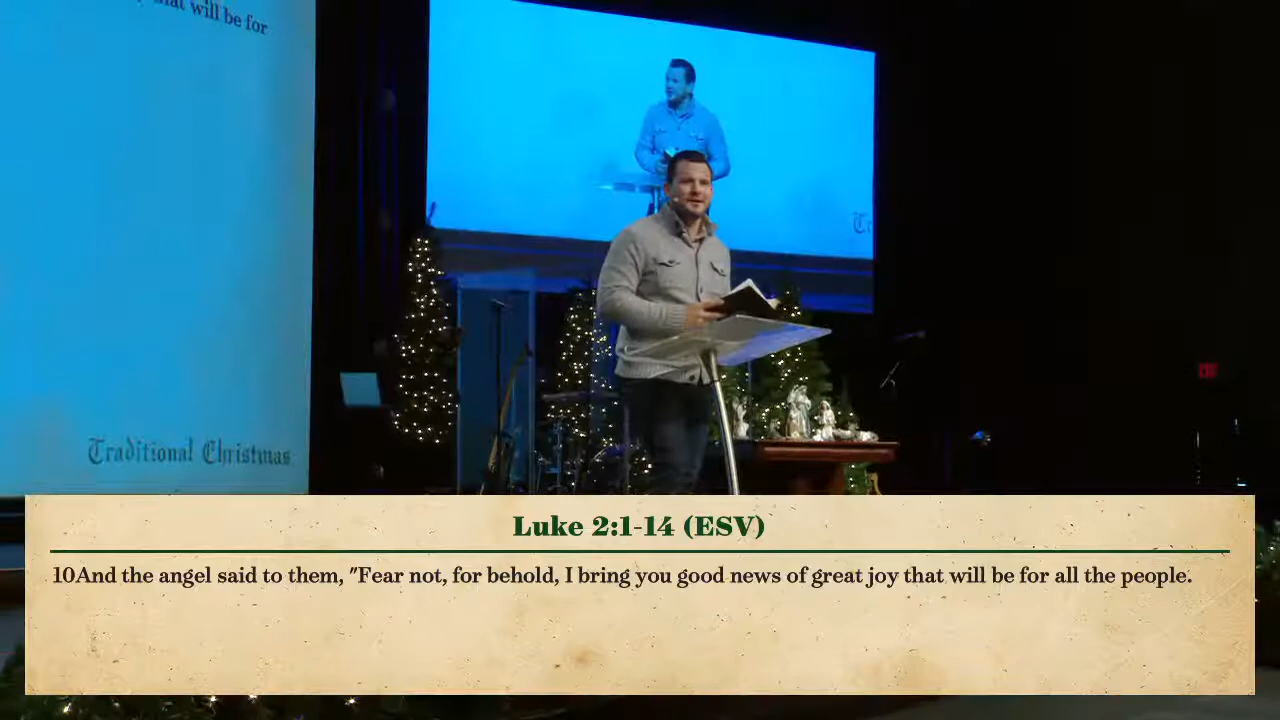 that will be for
Traditional Christmas
Luke 2:1-14 (ESV)
10And the angel said to them, "Fear not, for behold, I bring you good news of great joy that will be for all the people.